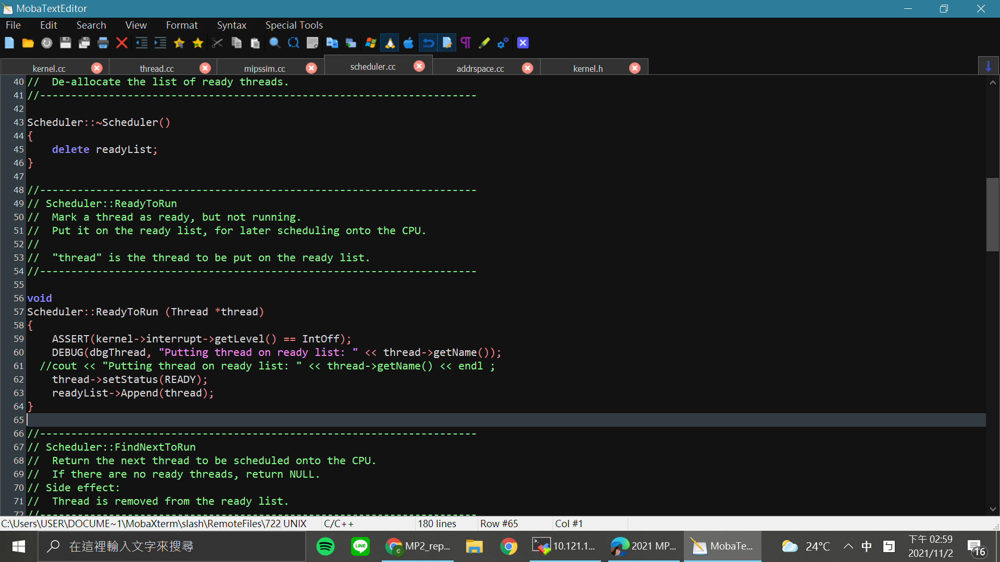 MobaTextEditor
File Edit Search View Format Syntax Special Tools
kernel.cc thread.cc mipssim.cc scheduler.cc addrspace.cc kernel.h
40 //  De-allocate the list of ready threads.
41 //----------------------------------------------------------------------
42
43 Scheduler::~Scheduler()
44 {
45     delete readyList;
46 }
47
48 //----------------------------------------------------------------------
49 // Scheduler::ReadyToRun
50 //  Mark a thread as ready, but not running.
51 //  Put it on the ready list, for later scheduling onto the CPU.
52 //
53 //  "thread" is the thread to be put on the ready list.
54 //----------------------------------------------------------------------
55
56 void
57 Scheduler::ReadyToRun (Thread *thread)
58 {
59     ASSERT(kernel->interrupt->getLevel() == IntOff);
60     DEBUG(dbgThread, "Putting thread on ready list: " << thread->getName());
61   //cout << "Putting thread on ready list: " << thread->getName() << endl ;
62     thread->setStatus(READY);
63     readyList->Append(thread);
64 }
65
66 //----------------------------------------------------------------------
67 // Scheduler::FindNextToRun
68 //  Return the next thread to be scheduled onto the CPU.
69 //  If there are no ready threads, return NULL.
70 // Side effect:
71 //  Thread is removed from the ready list.
72 //----------------------------------------------------------------------
C:\Users\USER\DOCUME~1\MobaXterm\slash\RemoteFiles\722 UNIX C/C++ 180 lines Row #65 Col #1
在這裡輸入文字來搜尋 LINE MP2_rep... 10.121.1... 2021 MP... MobaTe... 24°C 中 ㄅ 下午 02:59
2021/11/2 16